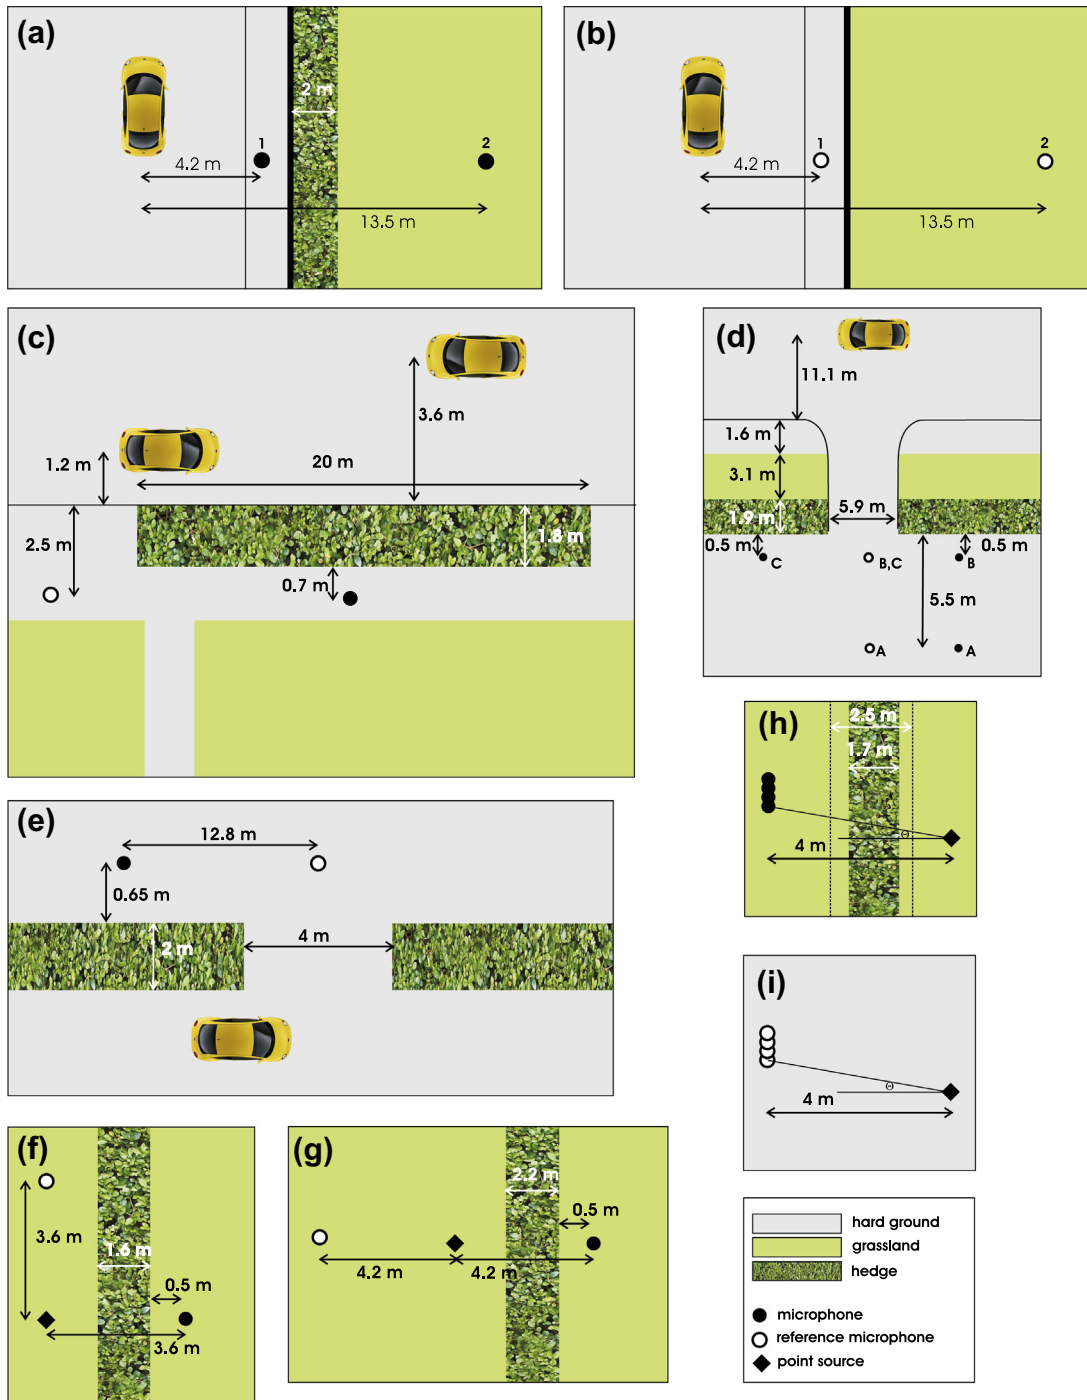 (a)
2 m
1
2
4.2 m
13.5 m
(b)
1
2
4.2 m
13.5 m
(c)
3.6 m
1.2 m
20 m
2.5 m
1.8 m
0.7 m
(d)
11.1 m
1.6 m
3.1 m
5.9 m
1.9 m
0.5 m
0.5 m
C
B,C
B
5.5 m
A
A
(e)
12.8 m
0.65 m
2 m
4 m
(h)
2.5 m
1.7 m
Θ
4 m
(i)
Θ
4 m
(f)
3.6 m
1.6 m
0.5 m
3.6 m
(g)
2.2 m
0.5 m
4.2 m
4.2 m
hard ground
grassland
hedge
microphone
reference microphone
point source